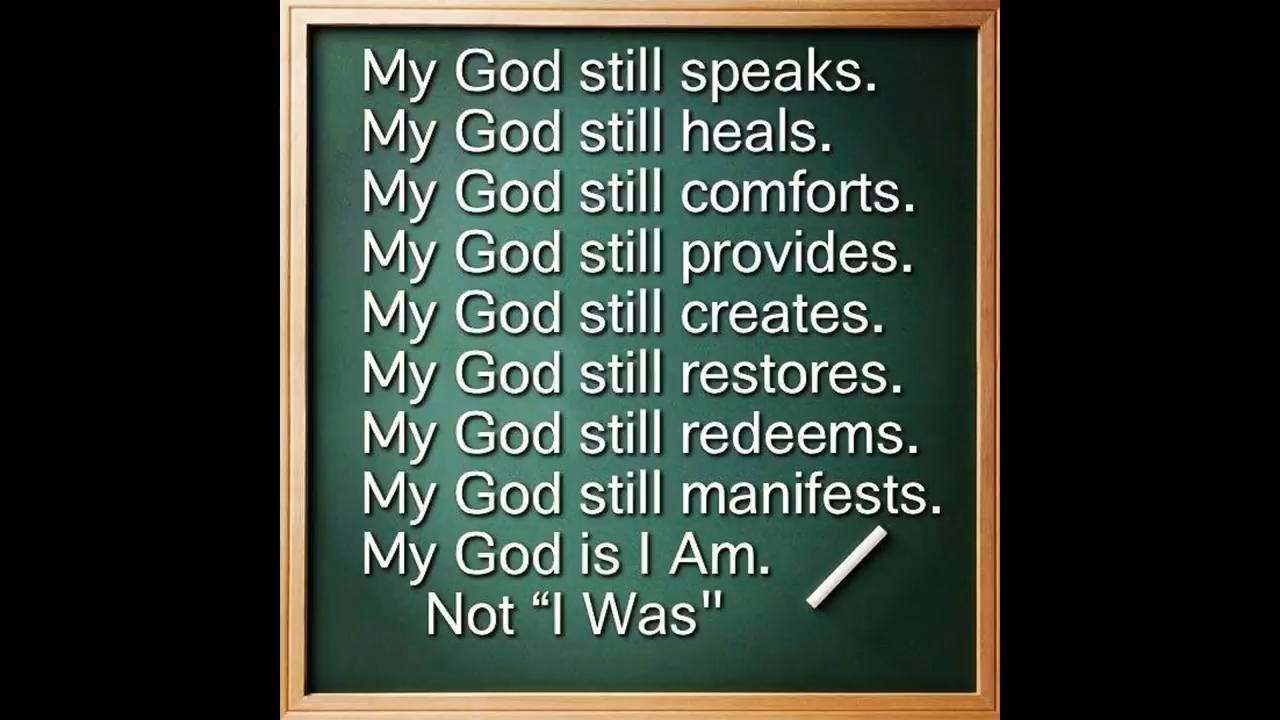 My God still speaks.
My God still heals.
My God still comforts.
My God still provides.
My God still creates.
My God still restores.
My God still redeems.
My God still manifests.
My God is I Am.
Not “I Was"